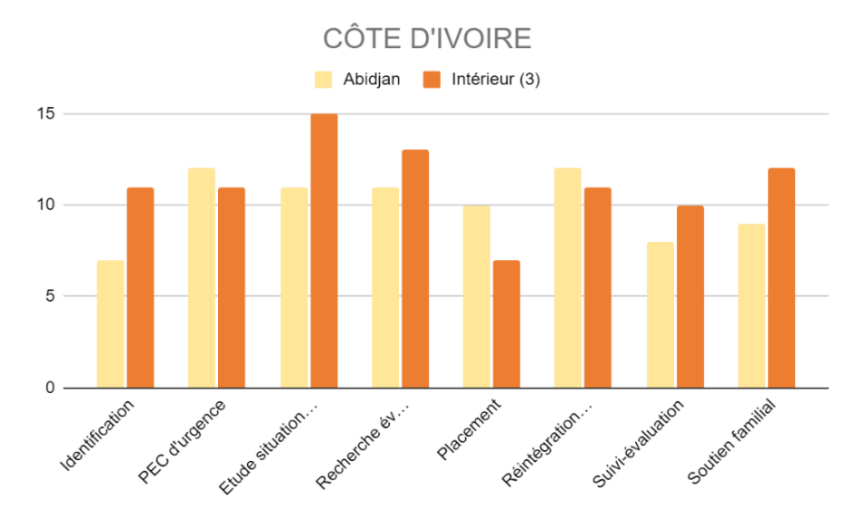 CÔTE D'IVOIRE
Abidjan
Intérieur (3)
15
10
5
0
Identification
PEC d'urgence
Etude situation…
Recherche év…
Placement
Réintégration…
Suivi-évaluation
Soutien familial